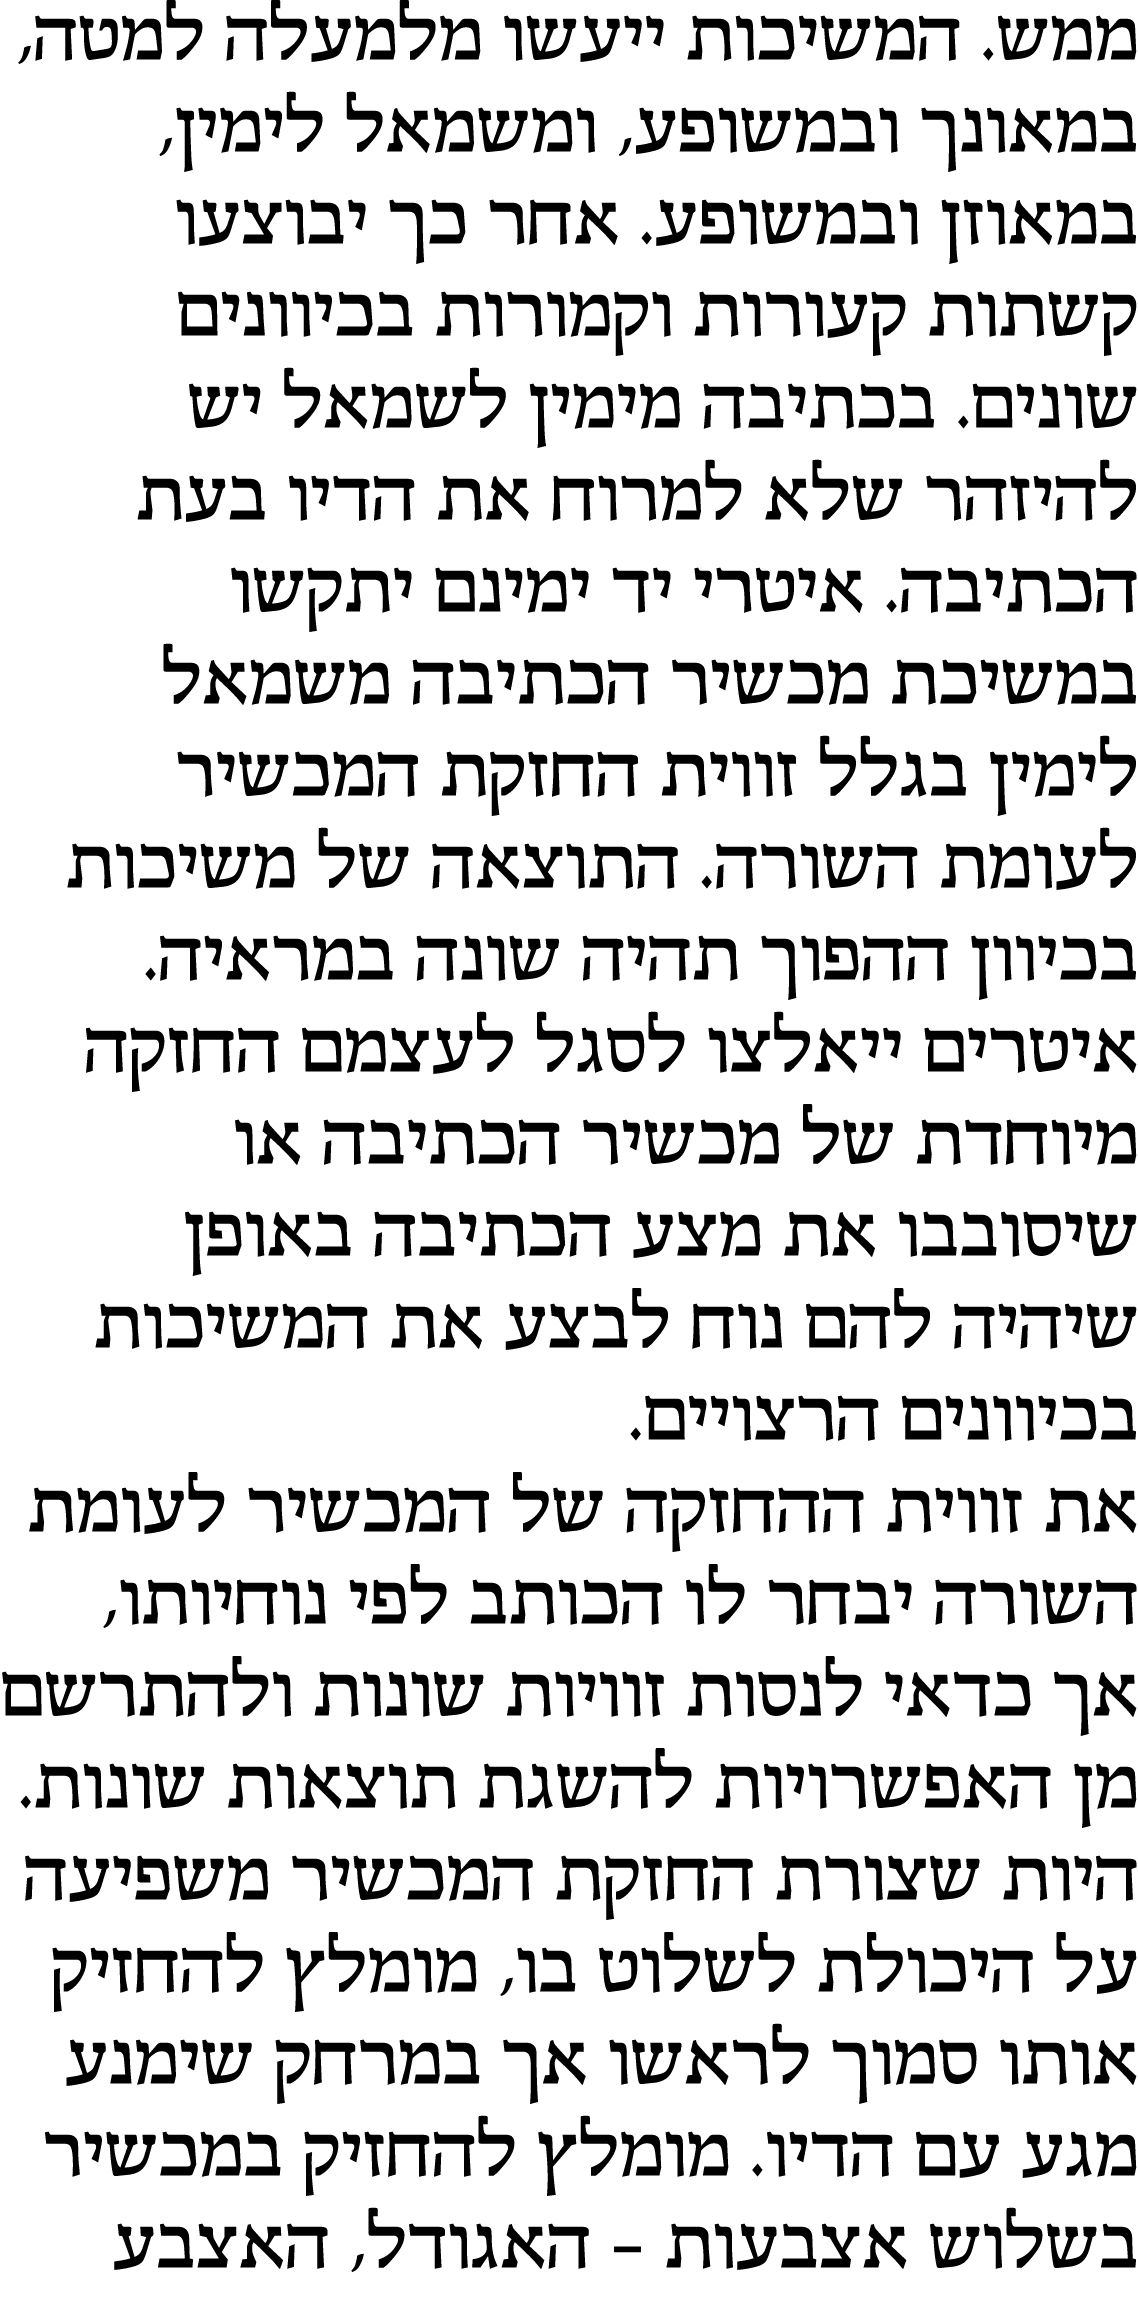 ממש. המשיכות ייעשו מלמעלה למטה,
במאונך ובמשופע, ומשמאל לימין,
במאוזן ובמשופע. אחר כך יבוצעו
קשתות קעורות וקמורות בכיוונים
שונים. בכתיבה מימין לשמאל יש
להיזהר שלא למרוח את הדיו בעת
הכתיבה. איטרי יד ימינם יתקשו
במשיכת מכשיר הכתיבה משמאל
לימין בגלל זווית החזקת המכשיר
לעומת השורה. התוצאה של משיכות
בכיוון ההפוך תהיה שונה במראיה.
איטרים ייאלצו לסגל לעצמם החזקה
מיוחדת של מכשיר הכתיבה או
שיסובבו את מצע הכתיבה באופן
שיהיה להם נוח לבצע את המשיכות
בכיוונים הרצויים.
את זווית ההחזקה של המכשיר לעומת
השורה יבחר לו הכותב לפי נוחיותו,
אך כדאי לנסות זוויות שונות ולהתרשם
מן האפשרויות להשגת תוצאות שונות.
היות שצורת החזקת המכשיר משפיעה
על היכולת לשלוט בו, מומלץ להחזיק
אותו סמוך לראשו אך במרחק שימנע
מגע עם הדיו. מומלץ להחזיק במכשיר
בשלוש אצבעות – האגודל, האצבע